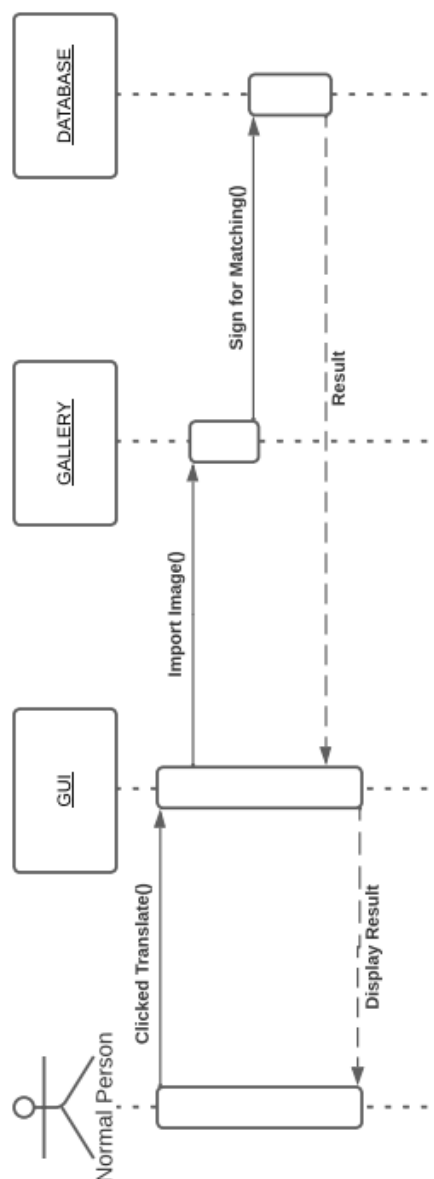 Normal Person
GUI
GALLERY
DATABASE
Clicked Translate()
Import Image()
Sign for Matching()
Result
Display Result